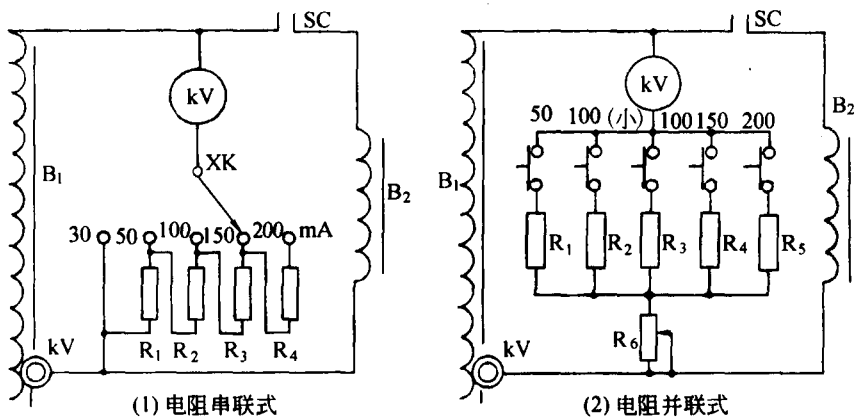 SC
kV
XK
B₁
B₂
30 50 100 150 200 mA
R₁ R₂ R₃ R₄
kV
(1) 电阻串联式
SC
kV
B₂
50 100 (小) 100 150 200
B₁
R₁ R₂ R₃ R₄ R₅
R₆
kV
(2) 电阻并联式